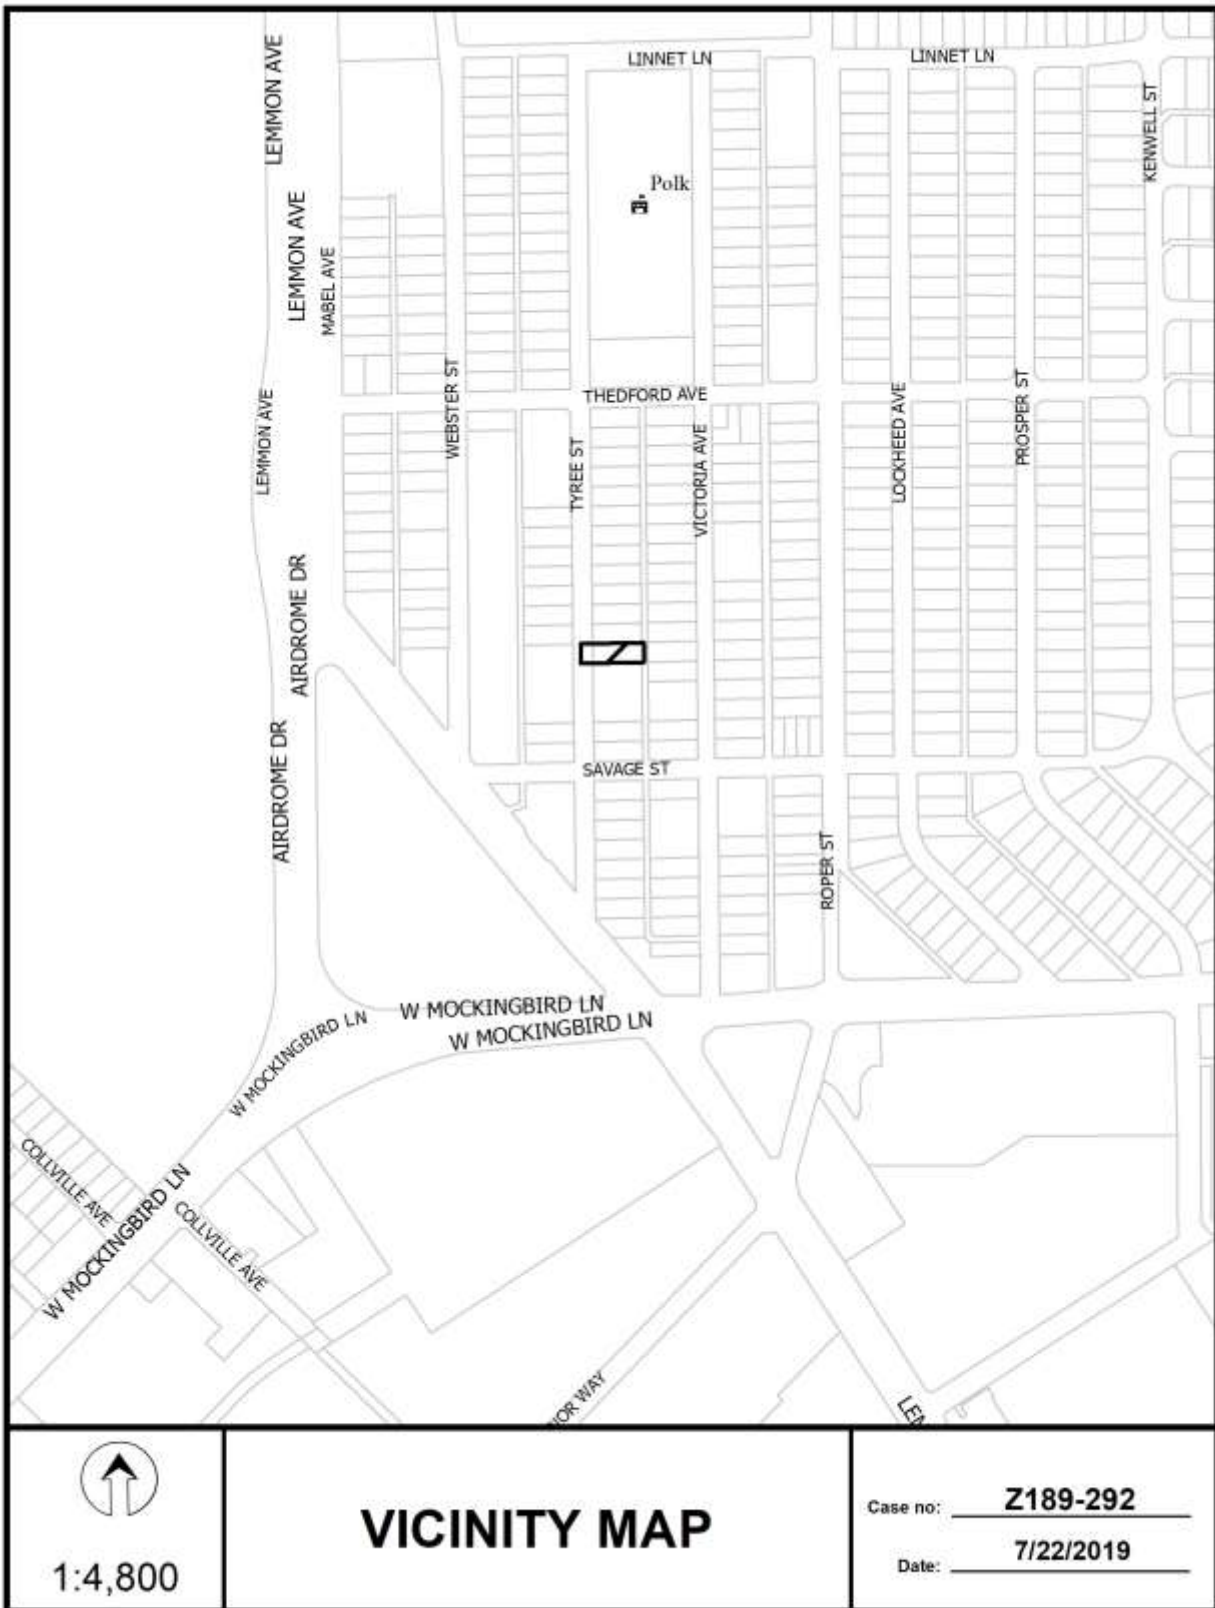 LINNET LN
LINNET LN
LEMMON AVE
KENWELL ST
Polk
LEMMON AVE
MABEL AVE
WEBSTER ST
THEDFORD AVE
LOCKHEED AVE
PROSPER ST
LEMMON AVE
TYREE ST
VICTORIA AVE
AIRDROME DR
AIRDROME DR
SAVAGE ST
ROPER ST
W MOCKINGBIRD LN
W MOCKINGBIRD LN
W MOCKINGBIRD LN
COLLVILLE AVE
W MOCKINGBIRD LN
COLLVILLE AVE
WAY
1:4,800
VICINITY MAP
Case no: Z189-292
Date: 7/22/2019